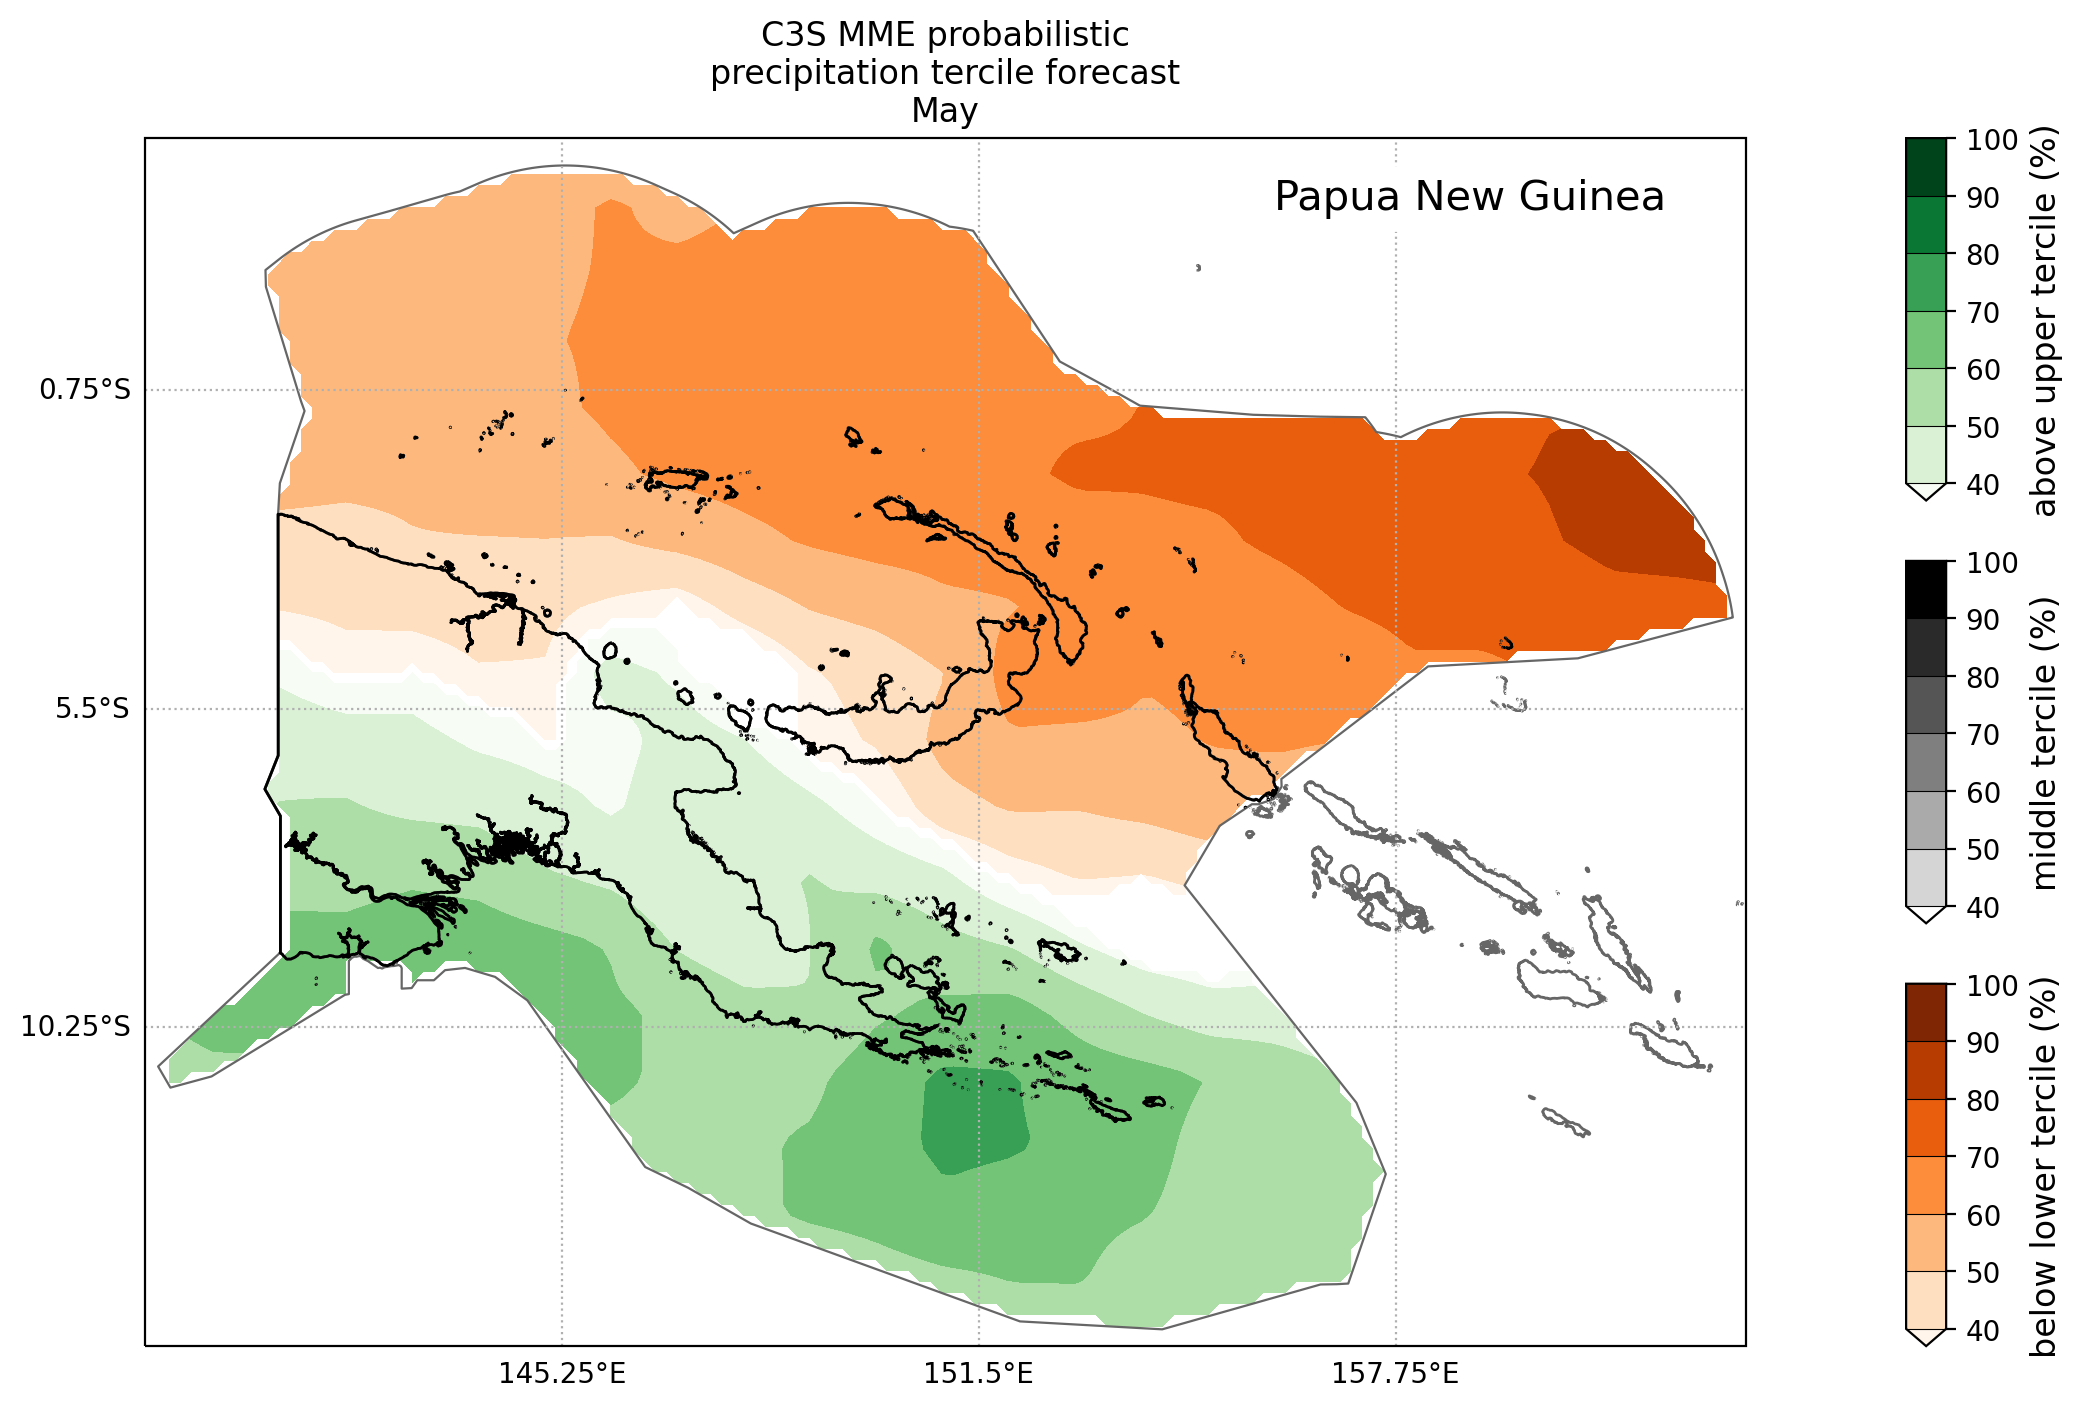 C3S MME probabilistic
precipitation tercile forecast
May
Papua New Guinea
0.75°S
5.5°S
10.25°S
145.25°E
151.5°E
157.75°E
100
90
80
70
60
50
40
above upper tercile (%)
100
90
80
70
60
50
40
middle tercile (%)
100
90
80
70
60
50
40
below lower tercile (%)